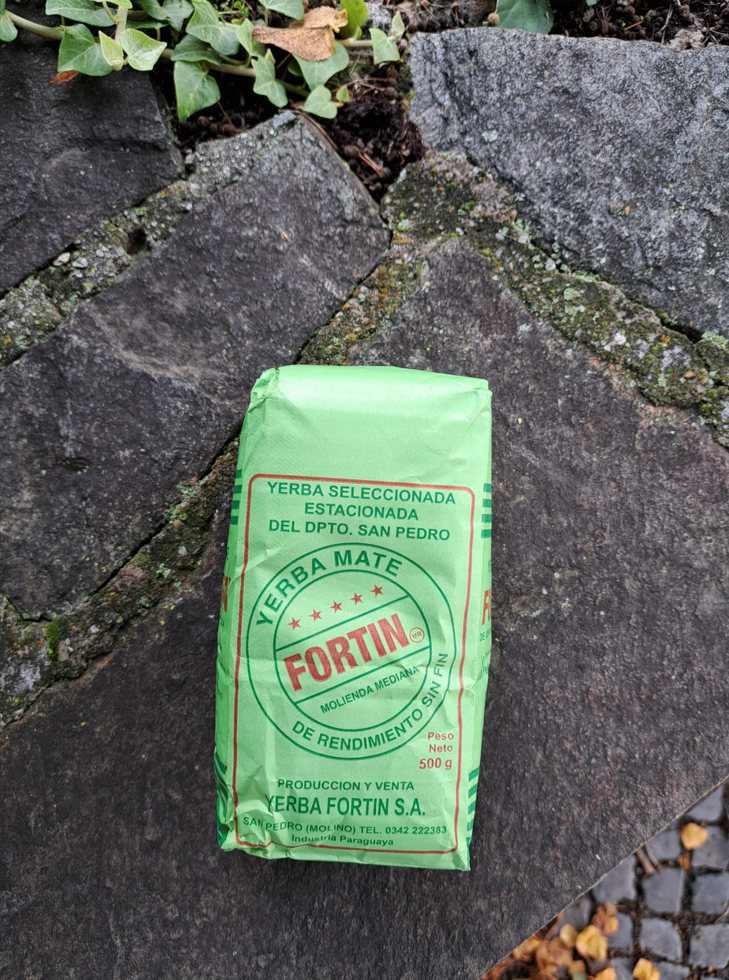 YERBA SELECCIONADA
ESTACIONADA
DEL DPTO. SAN PEDRO
YERBA MATE
FORTIN
MR
MOLIENDA MEDIANA
DE RENDIMIENTO SIN FIN
Peso
Neto
500 g
PRODUCCION Y VENTA
YERBA FORTIN S.A.
SAN PEDRO (MOLINO) TEL. 0342 222383
Industria Paraguaya